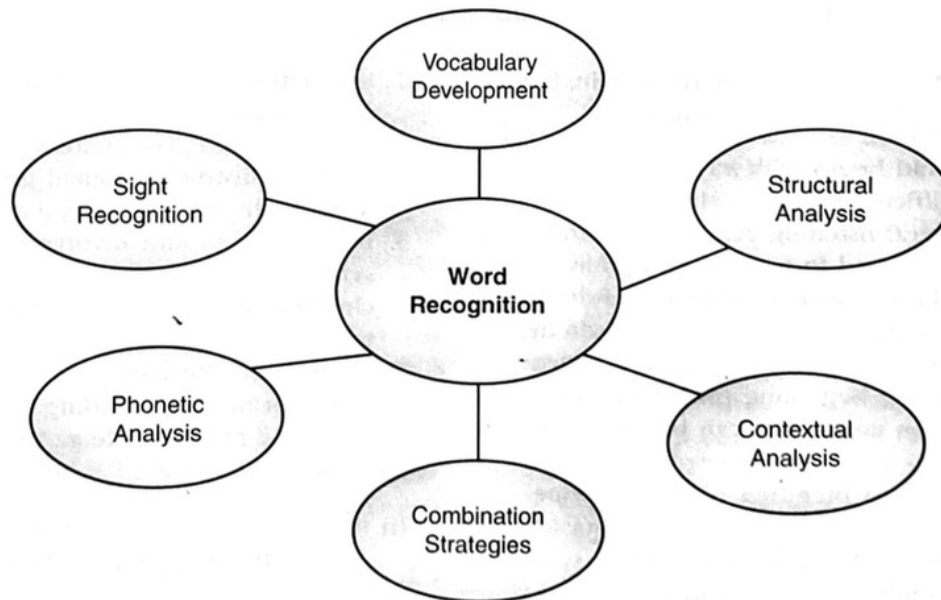 Vocabulary
Development
Sight
Recognition
Structural
Analysis
Word
Recognition
Phonetic
Analysis
Contextual
Analysis
Combination
Strategies